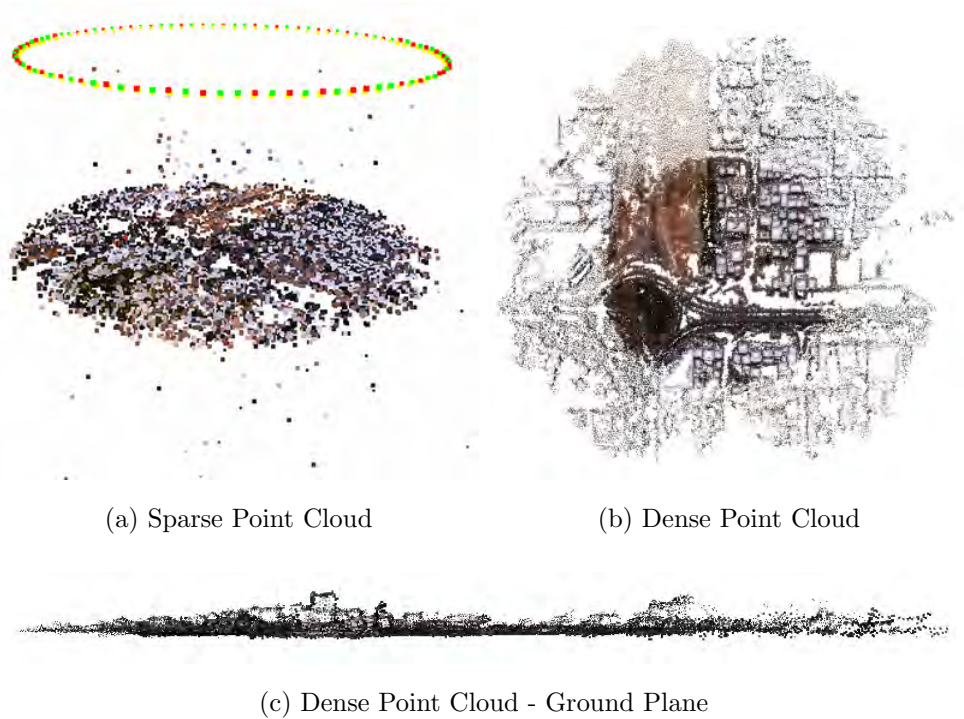 (a) Sparse Point Cloud
(b) Dense Point Cloud
(c) Dense Point Cloud - Ground Plane